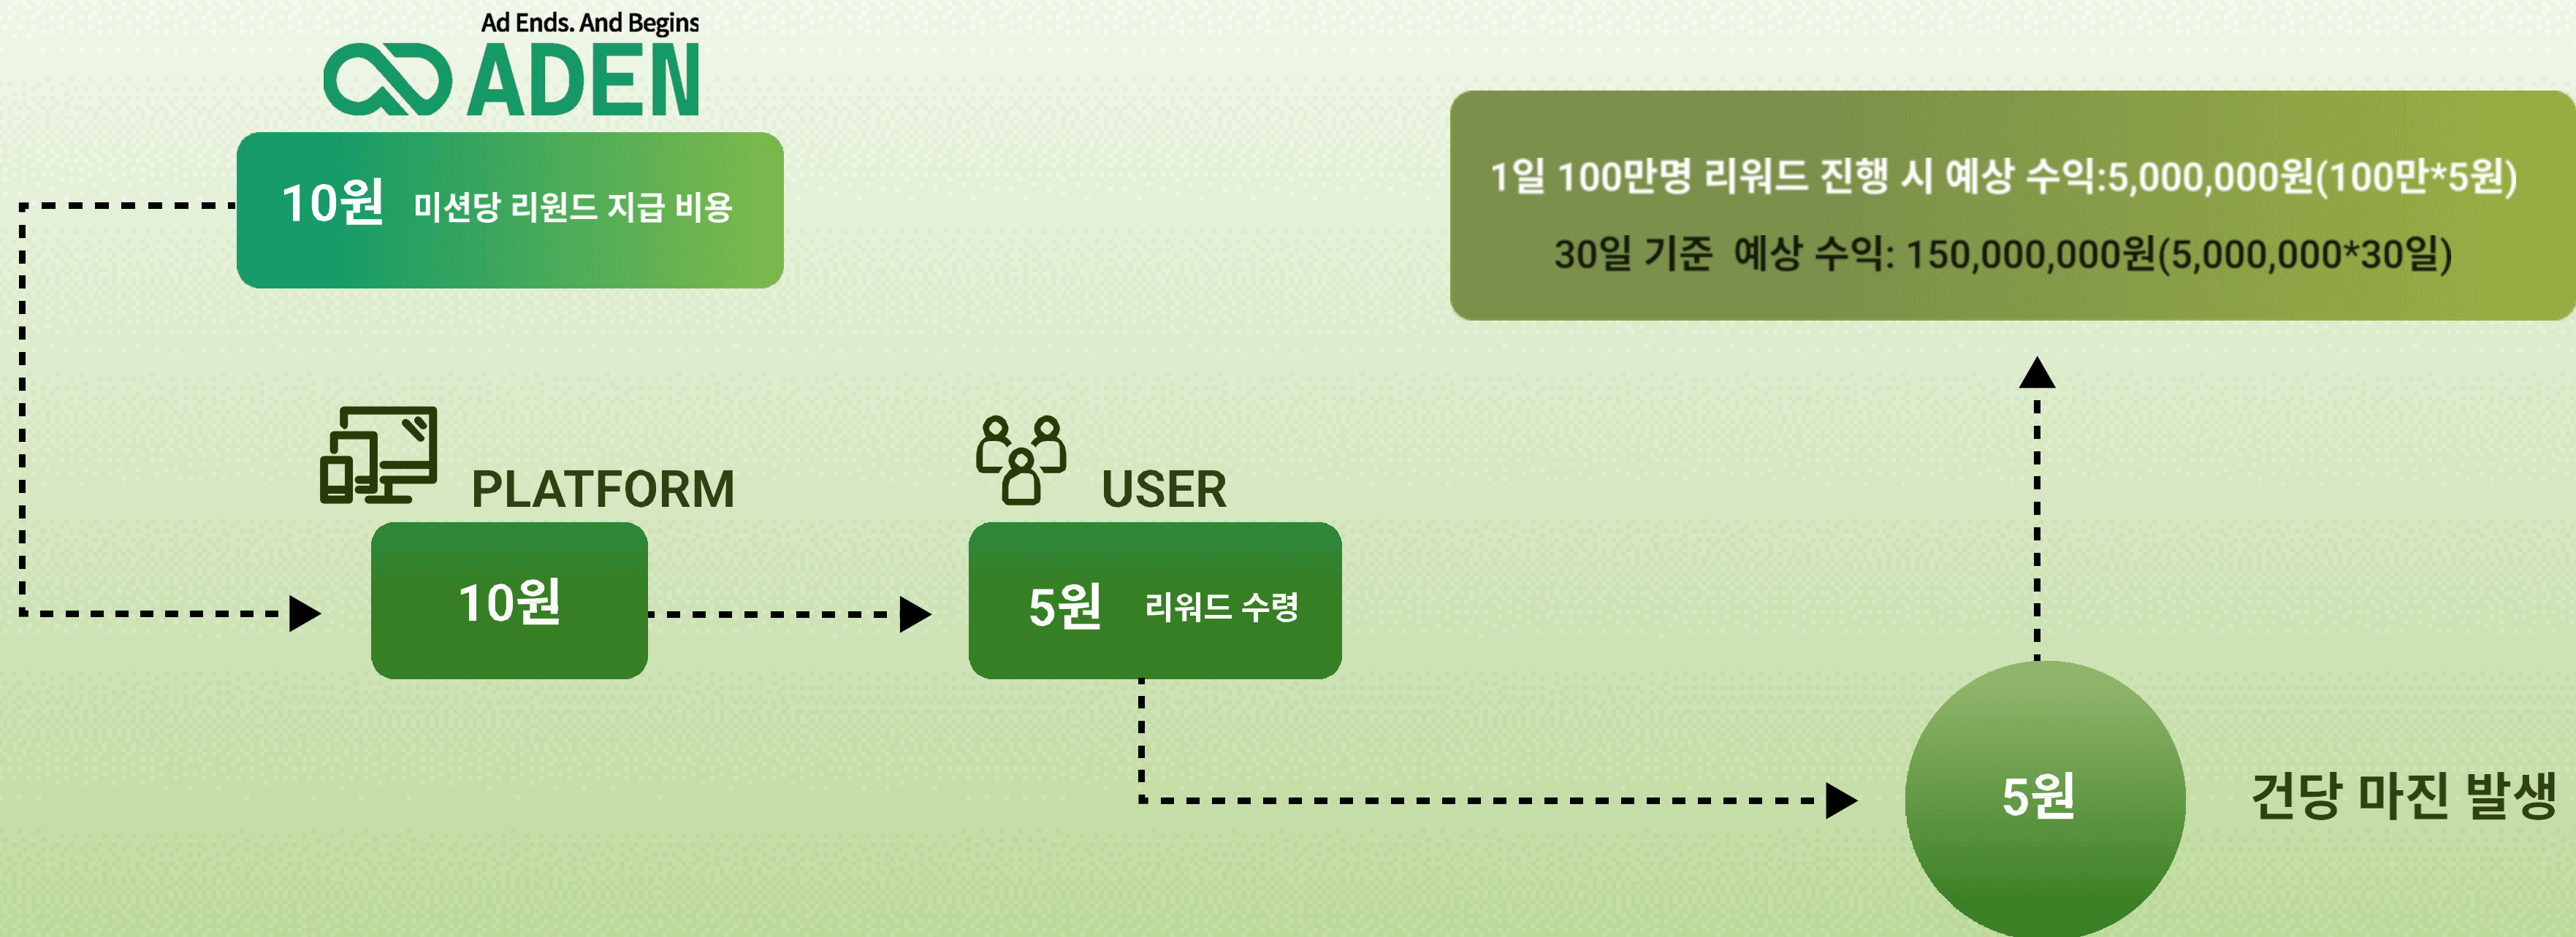 Ad Ends. And Begins
ADEN
10원 미션당 리원드 지급 비용
1일 100만명 리워드 진행 시 예상 수익:5,000,000원(100만*5원)
30일 기준 예상 수익: 150,000,000원(5,000,000*30일)
PLATFORM
10원
USER
5원 리워드 수령
5원
건당 마진 발생